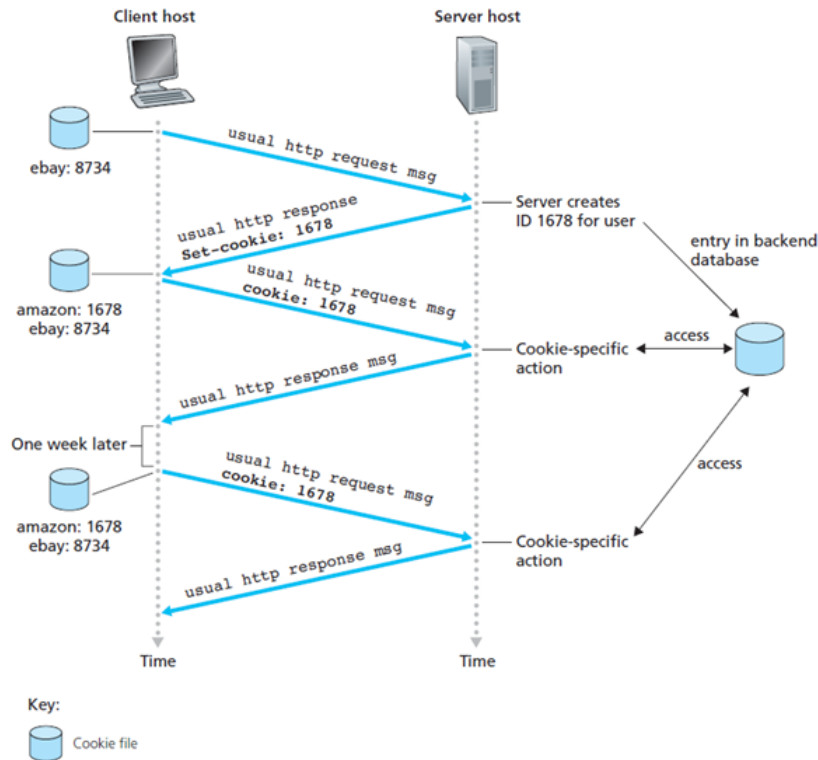 Client host
Server host
usual http request msg
ebay: 8734
Server creates
ID 1678 for user
usual http response
Set-cookie: 1678
entry in backend
database
usual http request msg
cookie: 1678
amazon: 1678
ebay: 8734
access
Cookie-specific
action
usual http response msg
One week later
usual http request msg
cookie: 1678
access
amazon: 1678
ebay: 8734
Cookie-specific
action
usual http response msg
Time
Time
Key:
Cookie file